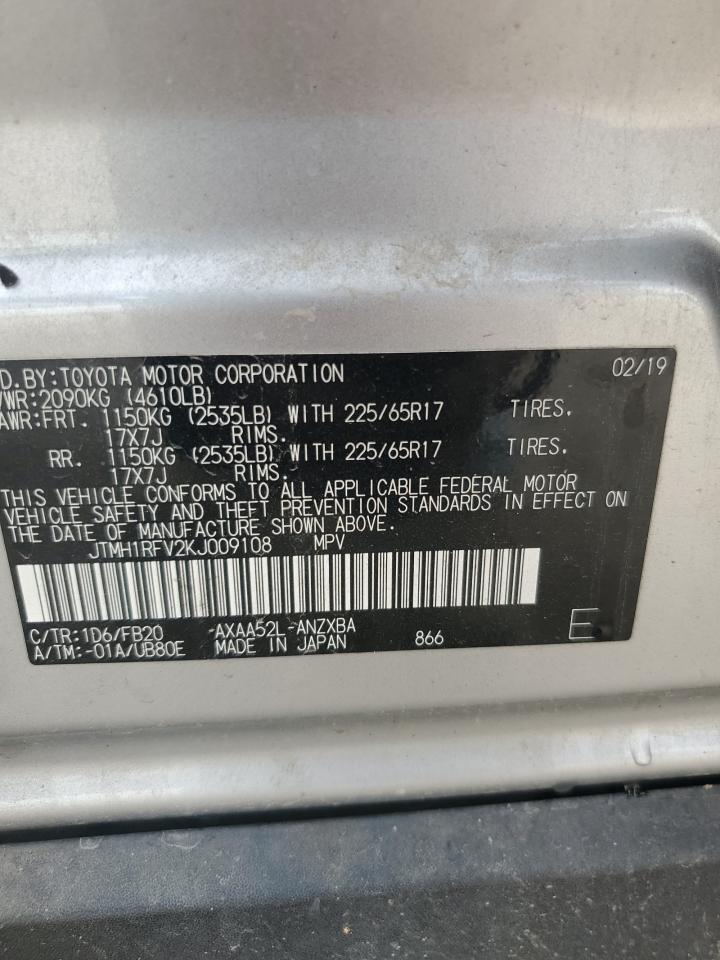 D.BY:TOYOTA MOTOR CORPORATION 02/19
VWR:2090KG (4610LB)
AWR:FRT. 1150KG (2535LB) WITH 225/65R17 TIRES.
17X7J RIMS.
RR. 1150KG (2535LB) WITH 225/65R17 TIRES.
17X7J RIMS.
THIS VEHICLE CONFORMS TO ALL APPLICABLE FEDERAL MOTOR
VEHICLE SAFETY AND THEFT PREVENTION STANDARDS IN EFFECT ON
THE DATE OF MANUFACTURE SHOWN ABOVE.
JTMH1RFV2KJ009108 MPV
C/TR:1D6/FB20 -AXAA52L-ANZXBA
A/TM:-01A/UB80E MADE IN JAPAN 866 E